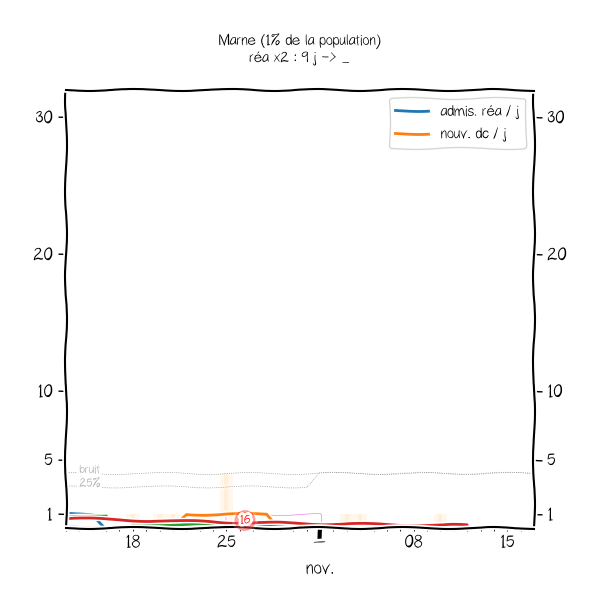 Marne (1% de la population)
réa x2 : 9 j -> _
admis. réa / j
nouv. dc / j
30
30
20
20
10
10
5
5
bruit
25%
1
16
1
18
25
1
08
15
nov.